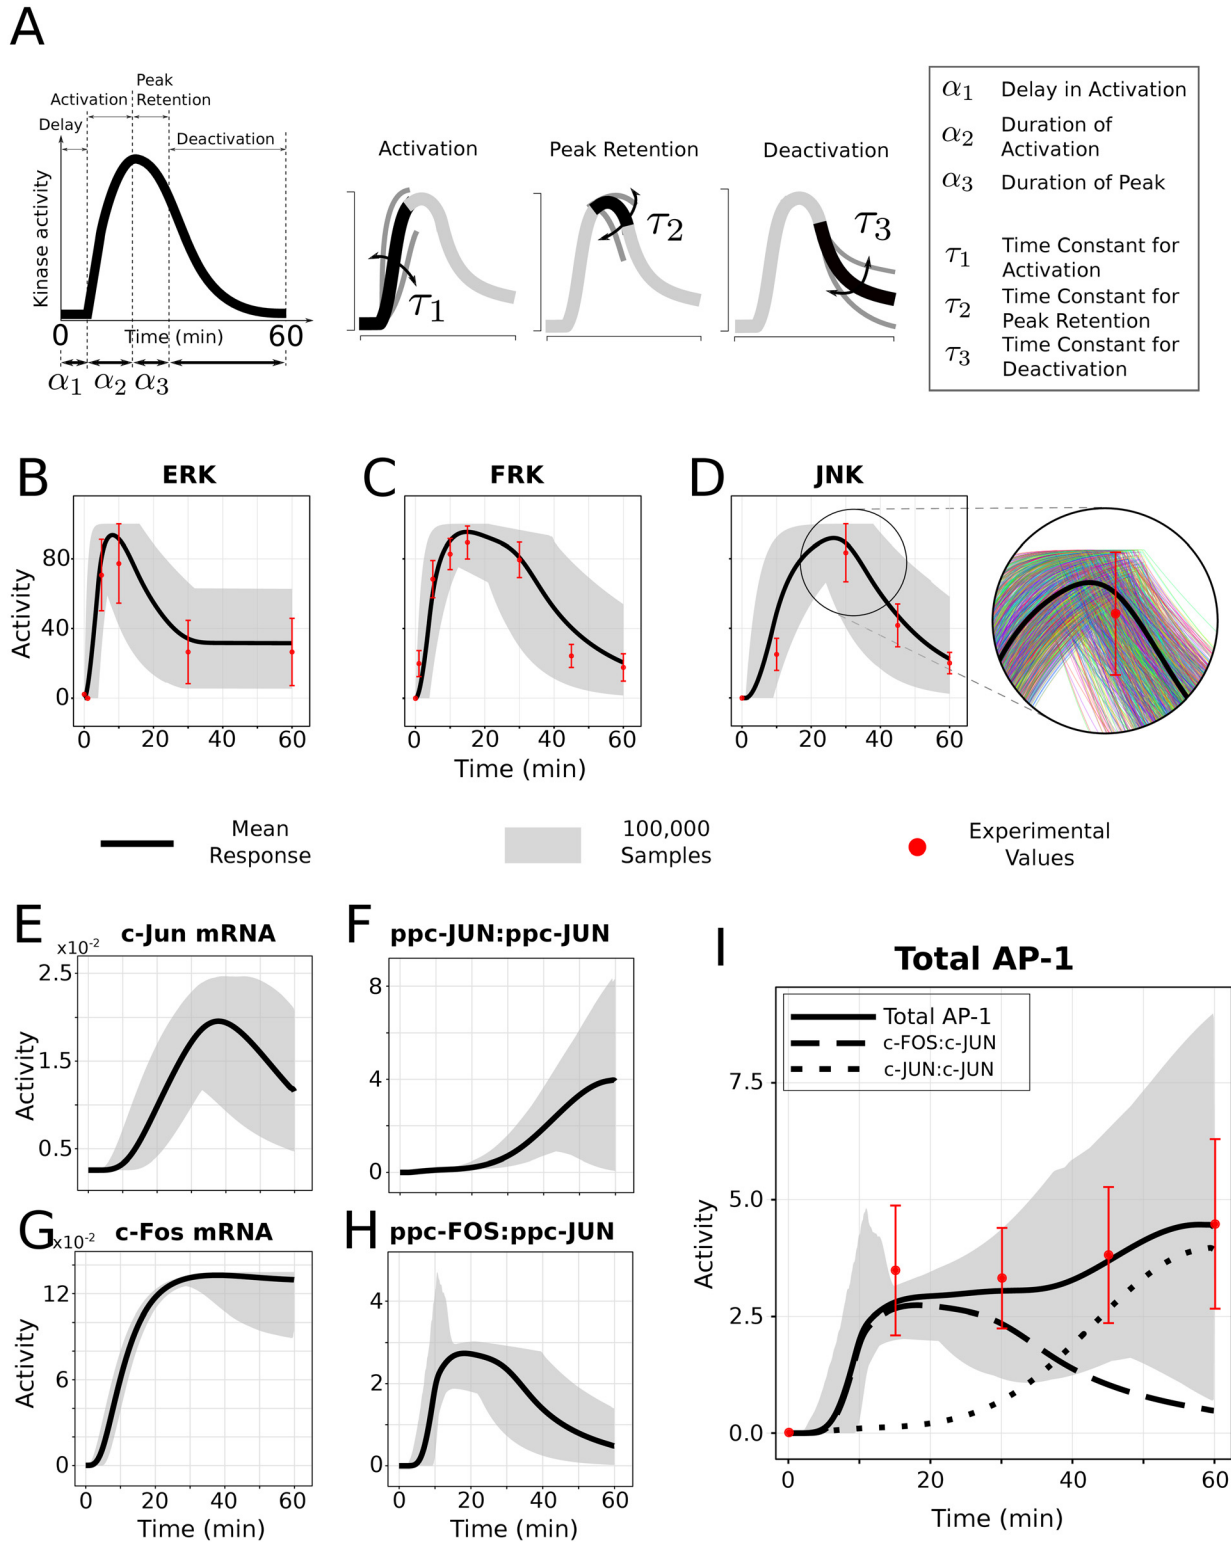 A
Peak
Activation
Retention
Delay
Deactivation
Kinase activity
0
Time (min)
60
α1
α2
α3
Activation
τ1
Peak Retention
τ2
Deactivation
τ3
α1 Delay in Activation
α2 Duration of
Activation
α3 Duration of Peak
τ1 Time Constant for
Activation
τ2 Time Constant for
Peak Retention
τ3 Time Constant for
Deactivation
B
ERK
C
FRK
D
JNK
Activity
80
40
0
0 20 40 60
80
40
0
0 20 40 60
80
40
0
0 20 40 60
Time (min)
Mean
Response
100,000
Samples
Experimental
Values
E
c-Jun mRNA
x10-2
Activity
2.5
1.5
0.5
F
ppc-JUN:ppc-JUN
8
4
0
G
c-Fos mRNA
x10-2
Activity
12
6
0
0 20 40 60
Time (min)
H
ppc-FOS:ppc-JUN
4
2
0
0 20 40 60
Time (min)
I
Total AP-1
Total AP-1
c-FOS:c-JUN
c-JUN:c-JUN
Activity
7.5
5.0
2.5
0.0
0 20 40 60
Time (min)